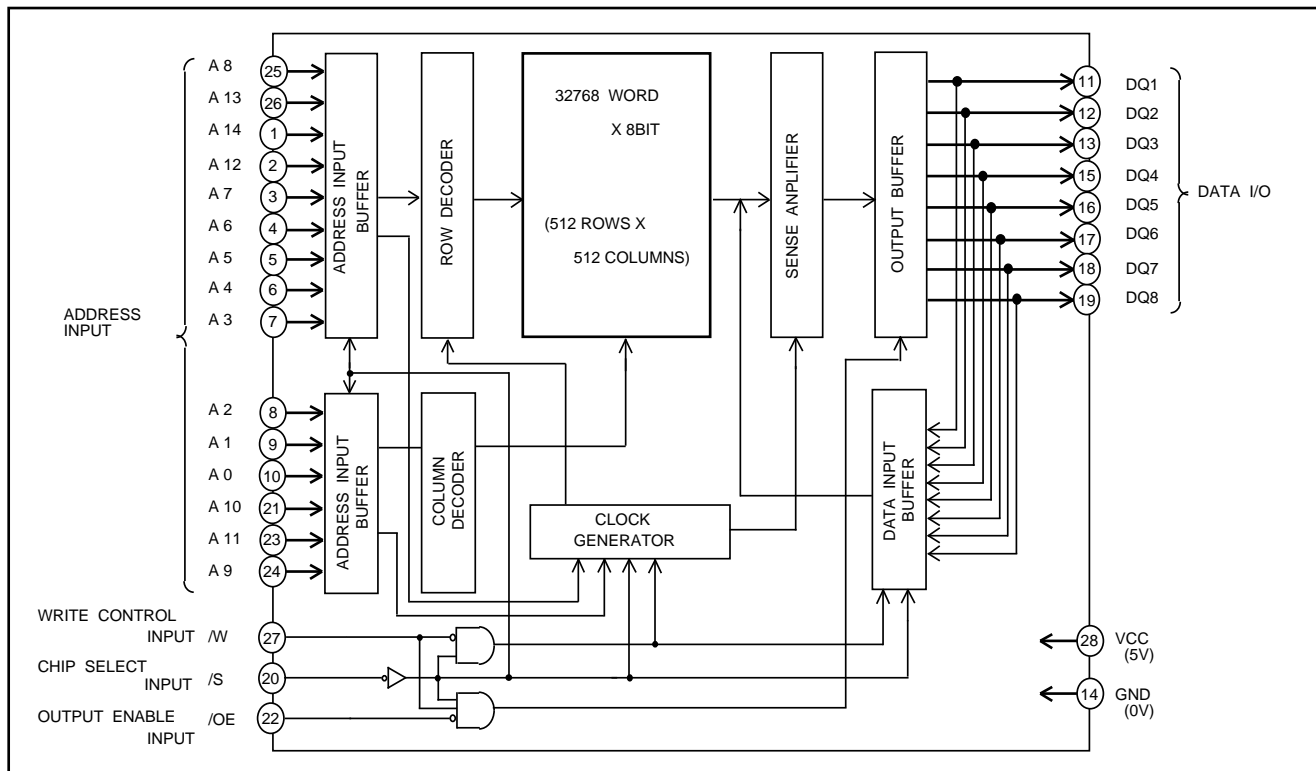 A 8 25
A 13 26
A 14 1
A 12 2
A 7 3
A 6 4
A 5 5
A 4 6
A 3 7
ADDRESS
INPUT
A 2 8
A 1 9
A 0 10
A 10 21
A 11 23
A 9 24
WRITE CONTROL
INPUT /W 27
CHIP SELECT
INPUT /S 20
OUTPUT ENABLE
INPUT /OE 22
ADDRESS INPUT
BUFFER
ROW DECODER
32768 WORD
X 8BIT
(512 ROWS X
512 COLUMNS)
SENSE ANPLIFIER
OUTPUT BUFFER
ADDRESS INPUT
BUFFER
COLUMN
DECODER
CLOCK
GENERATOR
DATA INPUT
BUFFER
11 DQ1
12 DQ2
13 DQ3
15 DQ4
16 DQ5
17 DQ6
18 DQ7
19 DQ8
DATA I/O
28 VCC
(5V)
14 GND
(0V)